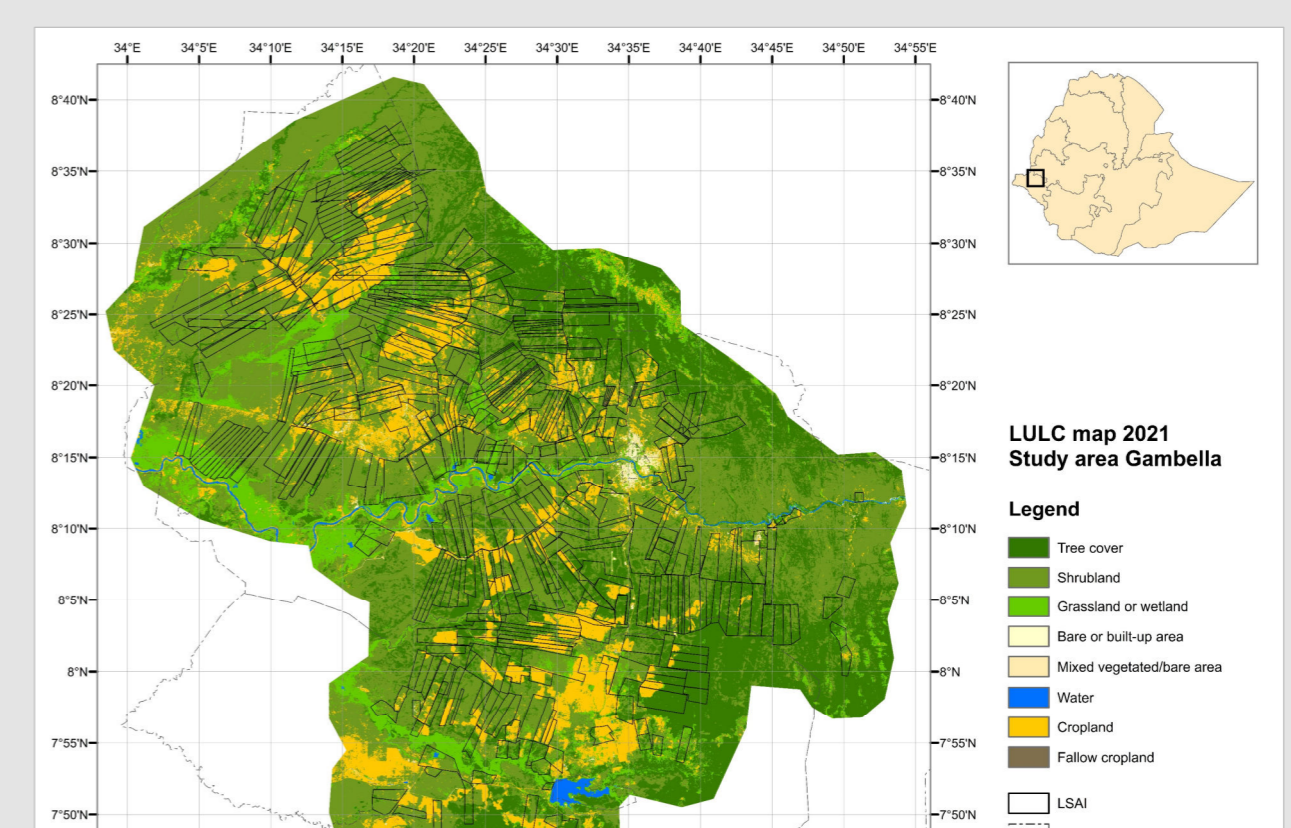 34°E 34°5'E 34°10'E 34°15'E 34°20'E 34°25'E 34°30'E 34°35'E 34°40'E 34°45'E 34°50'E 34°55'E
8°40'N 8°40'N
8°35'N 8°35'N
8°30'N 8°30'N
8°25'N 8°25'N
8°20'N 8°20'N
8°15'N 8°15'N
8°10'N 8°10'N
8°5'N 8°5'N
8°N 8°N
7°55'N 7°55'N
7°50'N 7°50'N
LULC map 2021
Study area Gambella
Legend
Tree cover
Shrubland
Grassland or wetland
Bare or built-up area
Mixed vegetated/bare area
Water
Cropland
Fallow cropland
LSAI